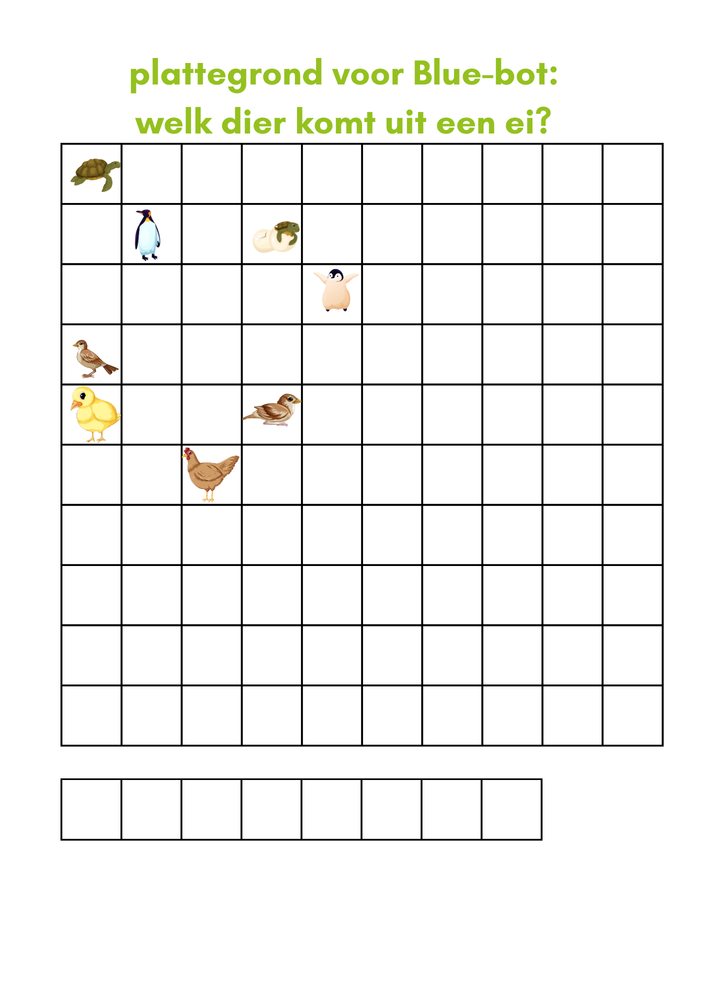 plattegrond voor Blue-bot:
welk dier komt uit een ei?